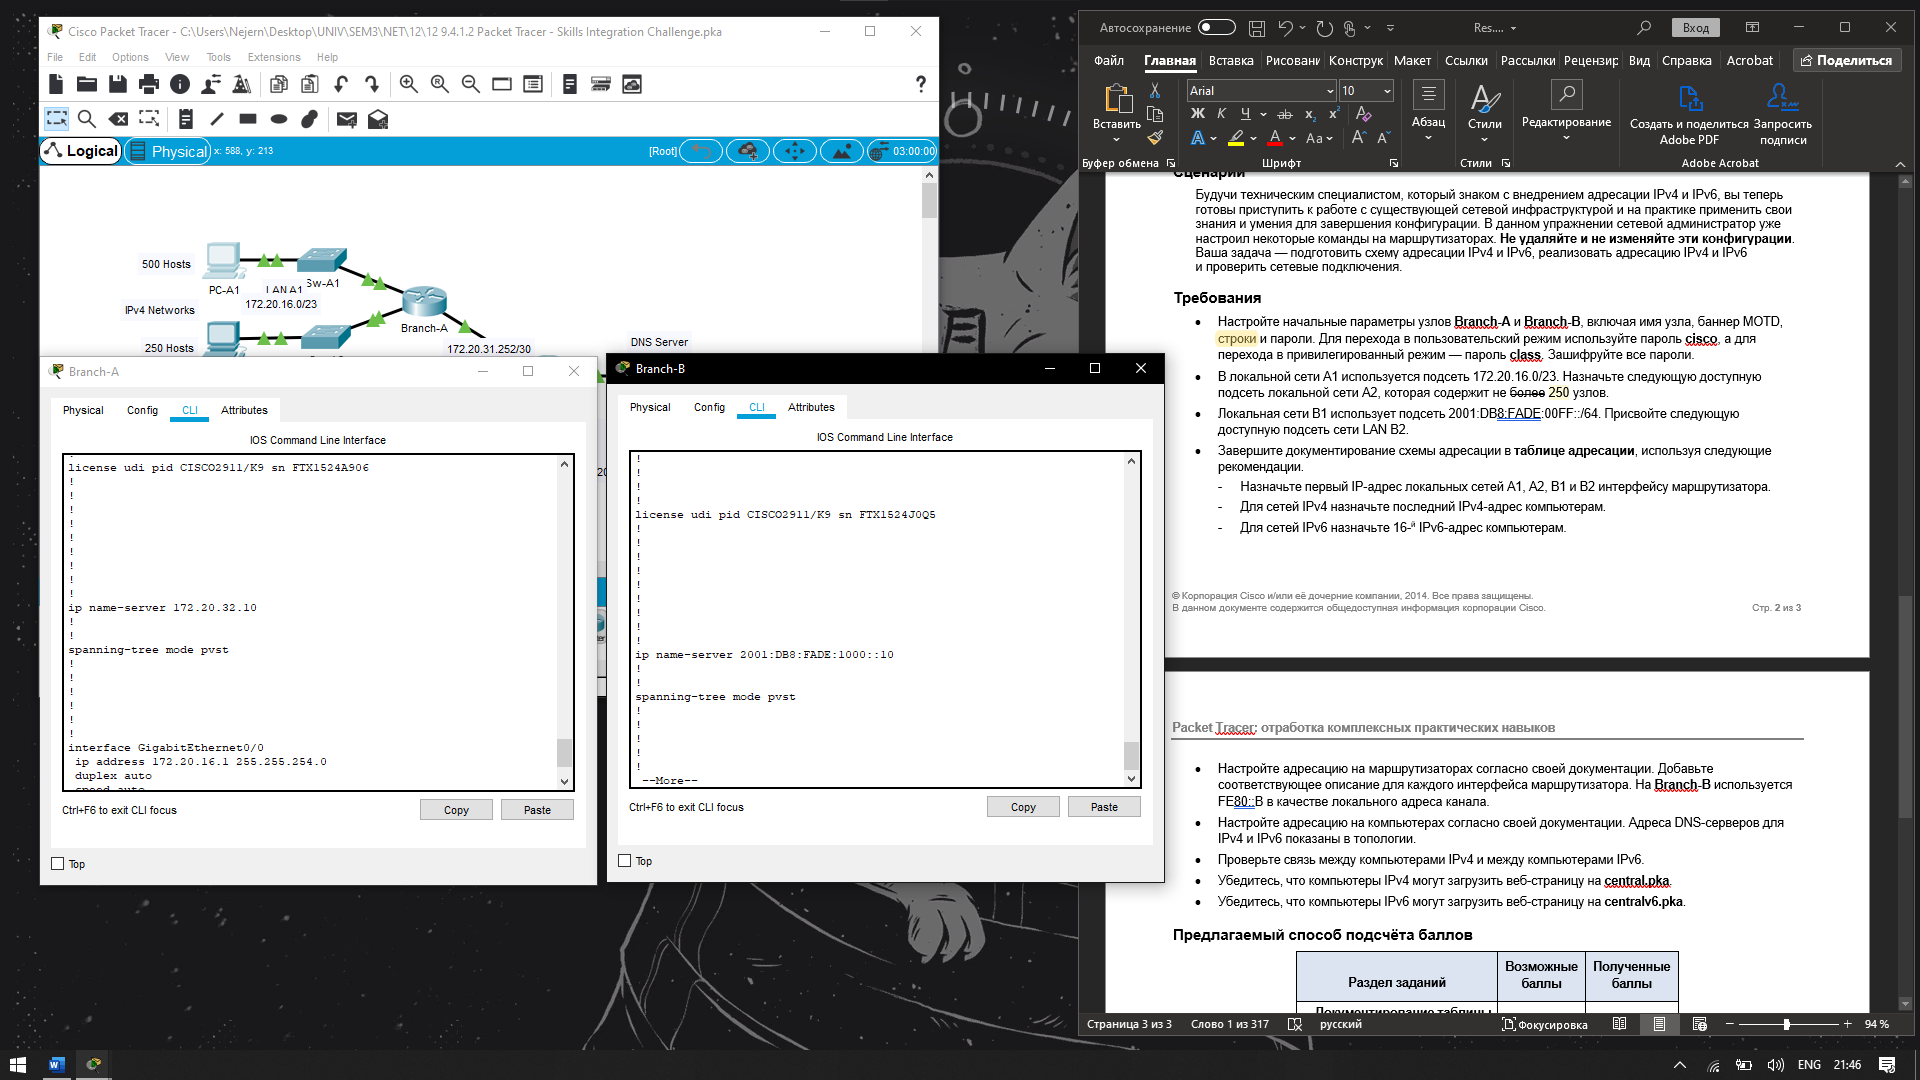 Cisco Packet Tracer - C:\Users\Nejern\Desktop\UNIV\SEM3\NET\12\12 9.4.1.2 Packet Tracer - Skills Integration Challenge.pka
File Edit Options View Tools Extensions Help
Logical Physical x: 588, y: 213 [Root] 03:00:00
500 Hosts
PC-A1
LAN A1
Sw-A1
172.20.16.0/23
IPv4 Networks
Branch-A
250 Hosts
172.20.31.252/30
DNS Server
Branch-A
Physical Config CLI Attributes
IOS Command Line Interface
license udi pid CISCO2911/K9 sn FTX1524A906
!
!
!
!
!
!
!
!
!
ip name-server 172.20.32.10
!
!
spanning-tree mode pvst
!
!
!
!
!
!
interface GigabitEthernet0/0
ip address 172.20.16.1 255.255.254.0
duplex auto
speed auto
Ctrl+F6 to exit CLI focus
Copy Paste
Top
Branch-B
Physical Config CLI Attributes
IOS Command Line Interface
!
!
!
!
license udi pid CISCO2911/K9 sn FTX1524J0Q5
!
!
!
!
!
!
!
!
!
ip name-server 2001:DB8:FADE:1000::10
!
!
spanning-tree mode pvst
!
!
!
!
!
--More--
Ctrl+F6 to exit CLI focus
Copy Paste
Top
Автосохранение Res.... Вход
Файл Главная Вставка Рисовани Конструк Макет Ссылки Рассылки Рецензир Вид Справка Acrobat Поделиться
Вставить
Буфер обмена
Arial 10
Ж К Ч ab x₂ x²
Aa
Шрифт
Абзац
Стили
Стили
Редактирование
Создать и поделиться Adobe PDF
Запросить подписи
Adobe Acrobat
Сценарий
Будучи техническим специалистом, который знаком с внедрением адресации IPv4 и IPv6, вы теперь
готовы приступить к работе с существующей сетевой инфраструктурой и на практике применить свои
знания и умения для завершения конфигурации. В данном упражнении сетевой администратор уже
настроил некоторые команды на маршрутизаторах. Не удаляйте и не изменяйте эти конфигурации.
Ваша задача — подготовить схему адресации IPv4 и IPv6, реализовать адресацию IPv4 и IPv6
и проверить сетевые подключения.
Требования
• Настройте начальные параметры узлов Branch-A и Branch-B, включая имя узла, баннер MOTD,
строки и пароли. Для перехода в пользовательский режим используйте пароль cisco, а для
перехода в привилегированный режим — пароль class. Зашифруйте все пароли.
• В локальной сети A1 используется подсеть 172.20.16.0/23. Назначьте следующую доступную
подсеть локальной сети A2, которая содержит не более 250 узлов.
• Локальная сети B1 использует подсеть 2001:DB8:FADE:00FF::/64. Присвойте следующую
доступную подсеть сети LAN B2.
• Завершите документирование схемы адресации в таблице адресации, используя следующие
рекомендации.
- Назначьте первый IP-адрес локальных сетей A1, A2, B1 и B2 интерфейсу маршрутизатора.
- Для сетей IPv4 назначьте последний IPv4-адрес компьютерам.
- Для сетей IPv6 назначьте 16-й IPv6-адрес компьютерам.
© Корпорация Cisco и/или её дочерние компании, 2014. Все права защищены.
В данном документе содержится общедоступная информация корпорации Cisco. Стр. 2 из 3
Packet Tracer: отработка комплексных практических навыков
• Настройте адресацию на маршрутизаторах согласно своей документации. Добавьте
соответствующее описание для каждого интерфейса маршрутизатора. На Branch-B используется
FE80::B в качестве локального адреса канала.
• Настройте адресацию на компьютерах согласно своей документации. Адреса DNS-серверов для
IPv4 и IPv6 показаны в топологии.
• Проверьте связь между компьютерами IPv4 и между компьютерами IPv6.
• Убедитесь, что компьютеры IPv4 могут загрузить веб-страницу на central.pka.
• Убедитесь, что компьютеры IPv6 могут загрузить веб-страницу на centralv6.pka.
Предлагаемый способ подсчёта баллов
Раздел заданий Возможные баллы Полученные баллы
Документирование таблицы
Страница 3 из 3 Слово 1 из 317 русский Фокусировка 94 %
ENG 21:46